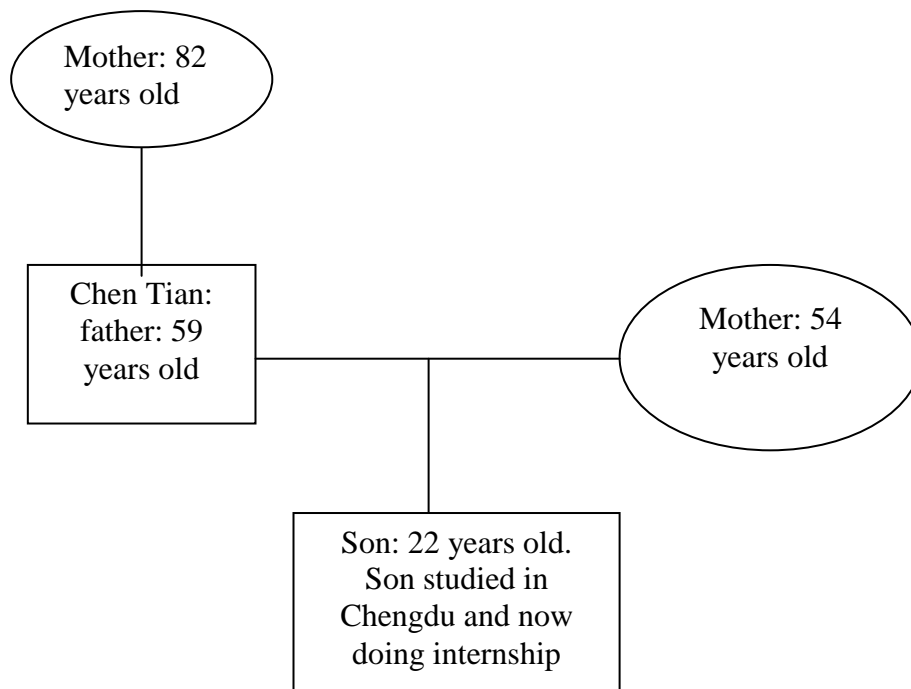 Mother: 82
years old
Chen Tian:
father: 59
years old
Mother: 54
years old
Son: 22 years old.
Son studied in
Chengdu and now
doing internship